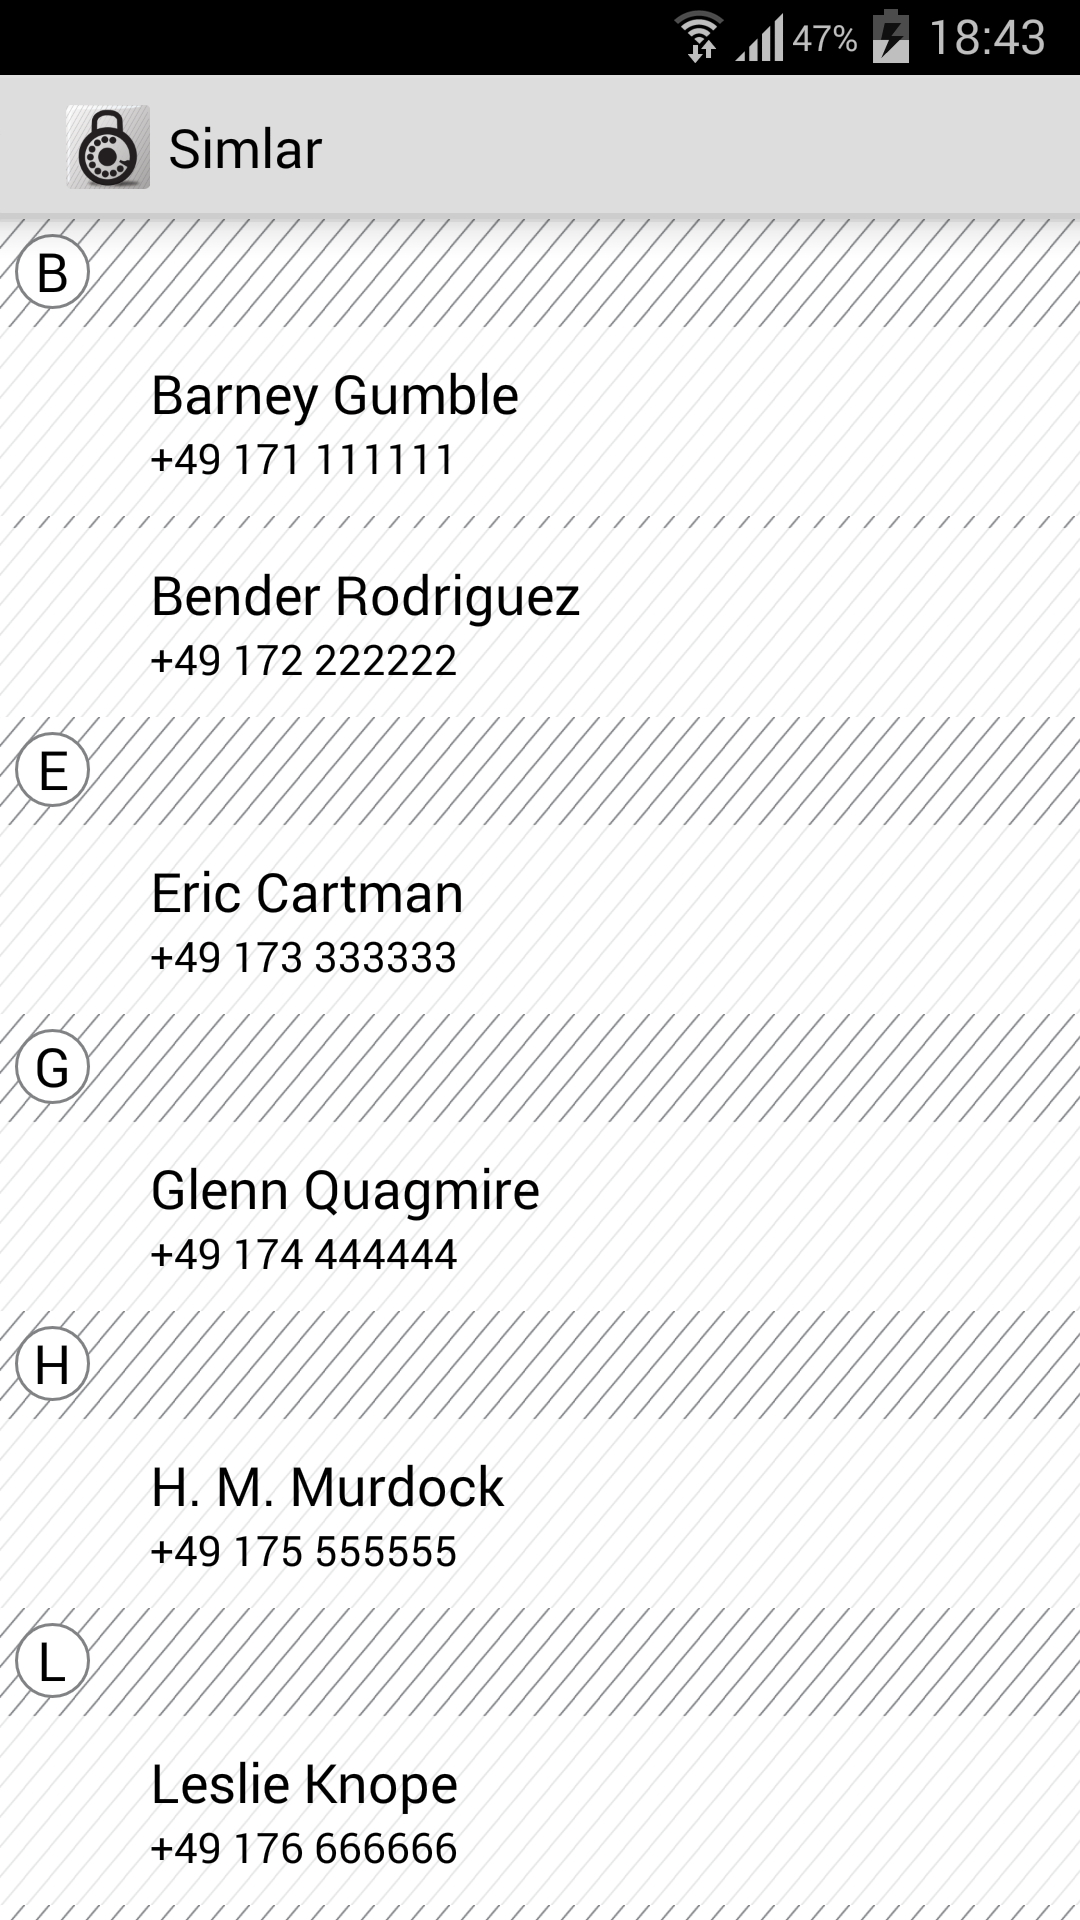 47% 18:43
Simlar
B
Barney Gumble
+49 171 111111
Bender Rodriguez
+49 172 222222
E
Eric Cartman
+49 173 333333
G
Glenn Quagmire
+49 174 444444
H
H. M. Murdock
+49 175 555555
L
Leslie Knope
+49 176 666666